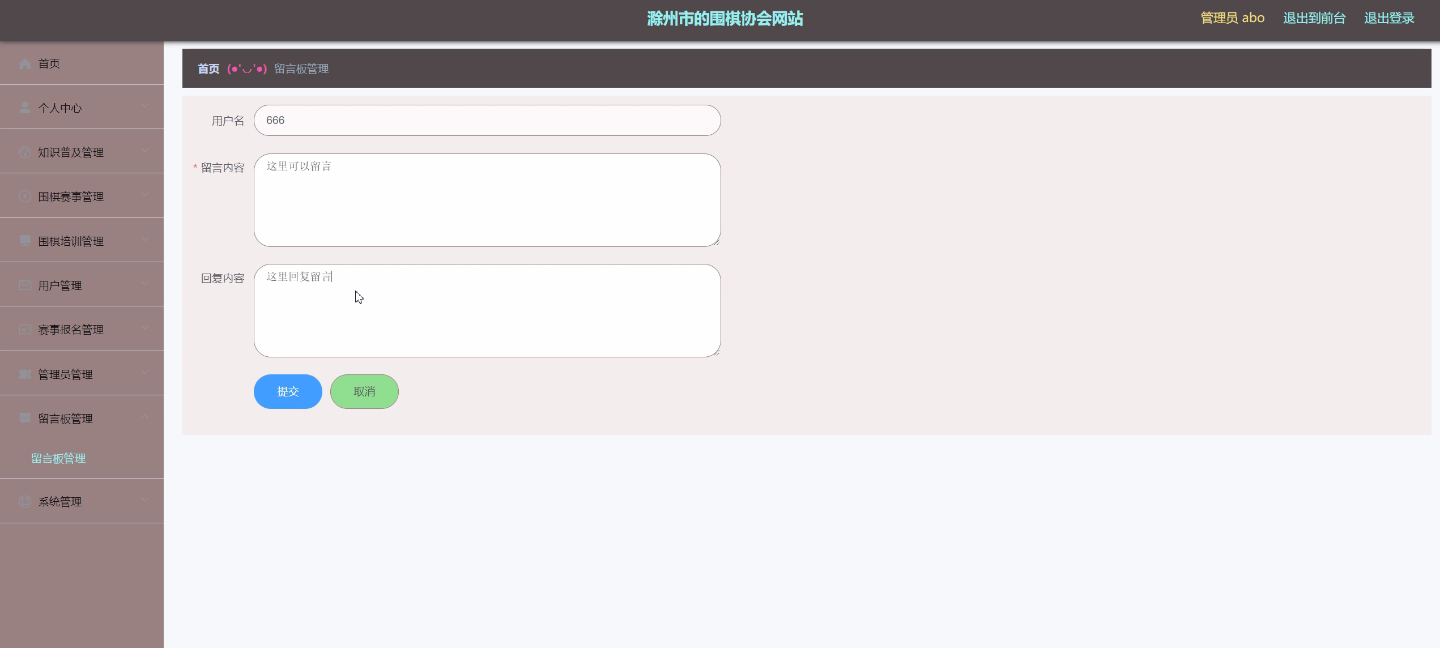 滁州市的围棋协会网站
管理员 abo 退出到前台 退出登录
首页
个人中心
知识普及管理
围棋赛事管理
围棋培训管理
用户管理
赛事报名管理
管理员管理
留言板管理
留言板管理
系统管理
首页 (●'◡'●) 留言板管理
用户名 666
* 留言内容 这里可以留言
回复内容 这里回复留言
提交 取消